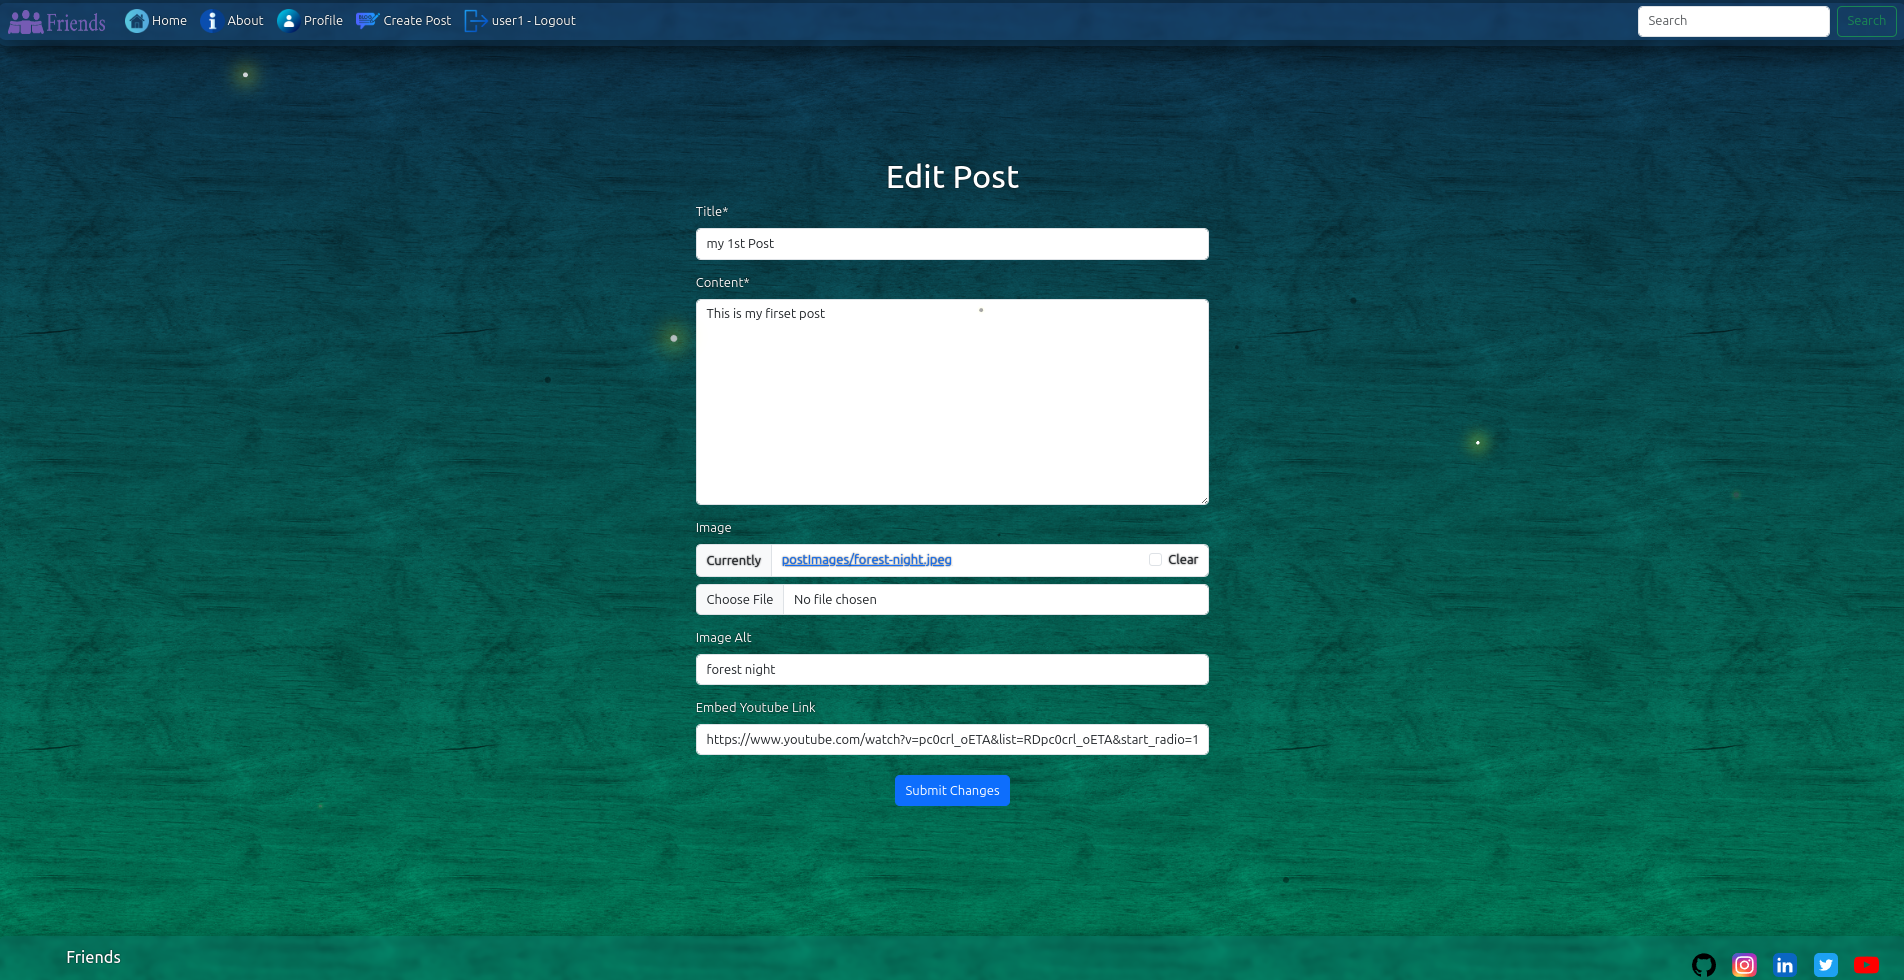 Friends Home About Profile Create Post user1 - Logout Search Search
Edit Post
Title*
my 1st Post
Content*
This is my firset post
Image
Currently postImages/forest-night.jpeg Clear
Choose File No file chosen
Image Alt
forest night
Embed Youtube Link
https://www.youtube.com/watch?v=pc0crl_oETA&list=RDpc0crl_oETA&start_radio=1
Submit Changes
Friends